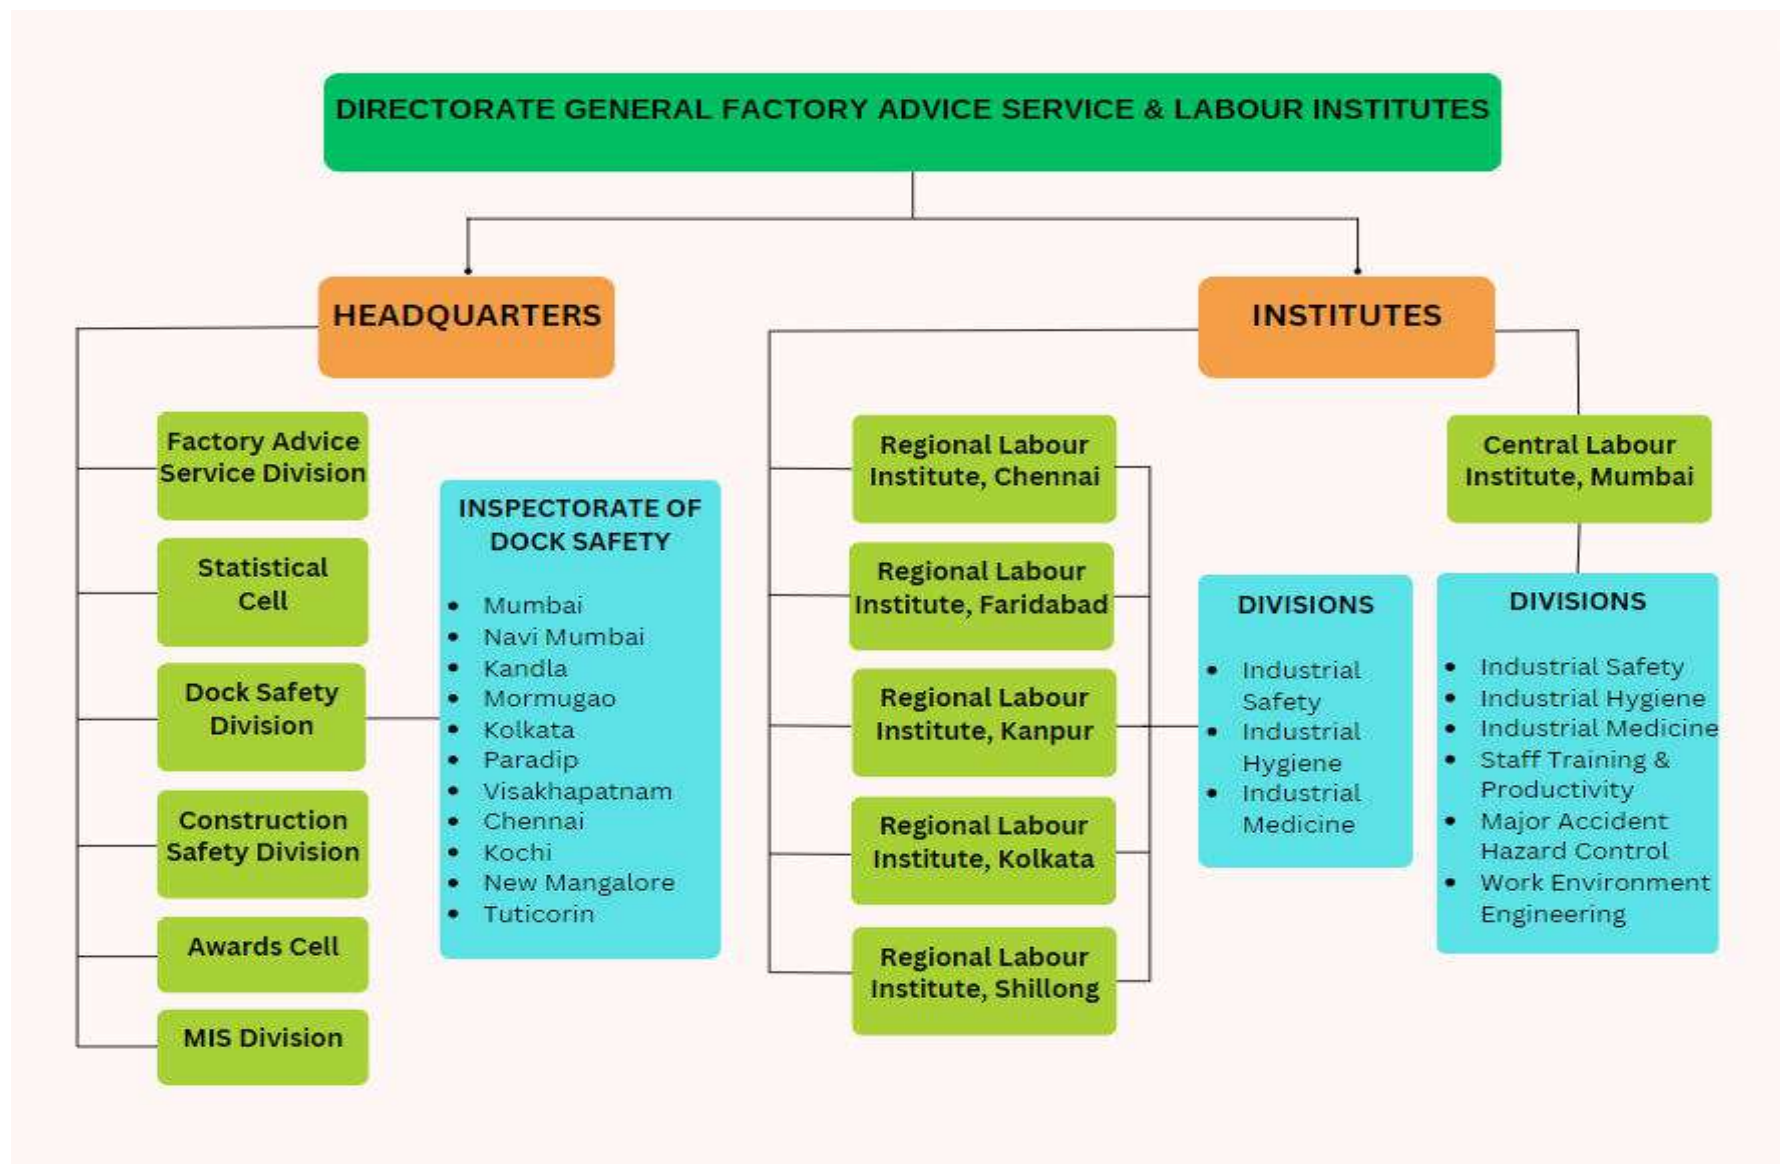 DIRECTORATE GENERAL FACTORY ADVICE SERVICE & LABOUR INSTITUTES
HEADQUARTERS
Factory Advice
Service Division
Statistical
Cell
Dock Safety
Division
Construction
Safety Division
Awards Cell
MIS Division
INSPECTORATE OF
DOCK SAFETY
• Mumbai
• Navi Mumbai
• Kandla
• Mormugao
• Kolkata
• Paradip
• Visakhapatnam
• Chennai
• Kochi
• New Mangalore
• Tuticorin
INSTITUTES
Regional Labour
Institute, Chennai
Regional Labour
Institute, Faridabad
Regional Labour
Institute, Kanpur
Regional Labour
Institute, Kolkata
Regional Labour
Institute, Shillong
DIVISIONS
• Industrial
Safety
• Industrial
Hygiene
• Industrial
Medicine
Central Labour
Institute, Mumbai
DIVISIONS
• Industrial Safety
• Industrial Hygiene
• Industrial Medicine
• Staff Training &
Productivity
• Major Accident
Hazard Control
• Work Environment
Engineering